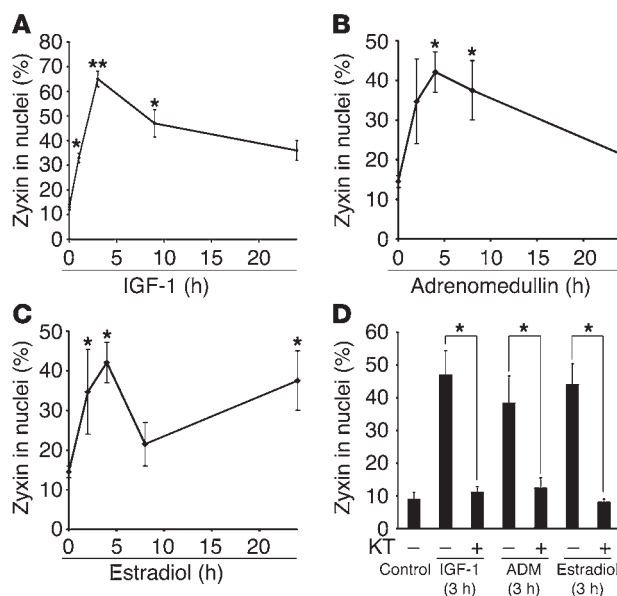 A
Zyxin in nuclei (%)
80
70
60
50
40
30
20
10
0
*
**
*
0 5 10 15 20
IGF-1 (h)
B
Zyxin in nuclei (%)
50
40
30
20
10
0
* *
0 5 10 15 20
Adrenomedullin (h)
C
Zyxin in nuclei (%)
50
40
30
20
10
0
* * *
0 5 10 15 20
Estradiol (h)
D
Zyxin in nuclei (%)
60
50
40
30
20
10
0
* * *
KT – – + – + – +
Control IGF-1 ADM Estradiol
(3 h) (3 h) (3 h)